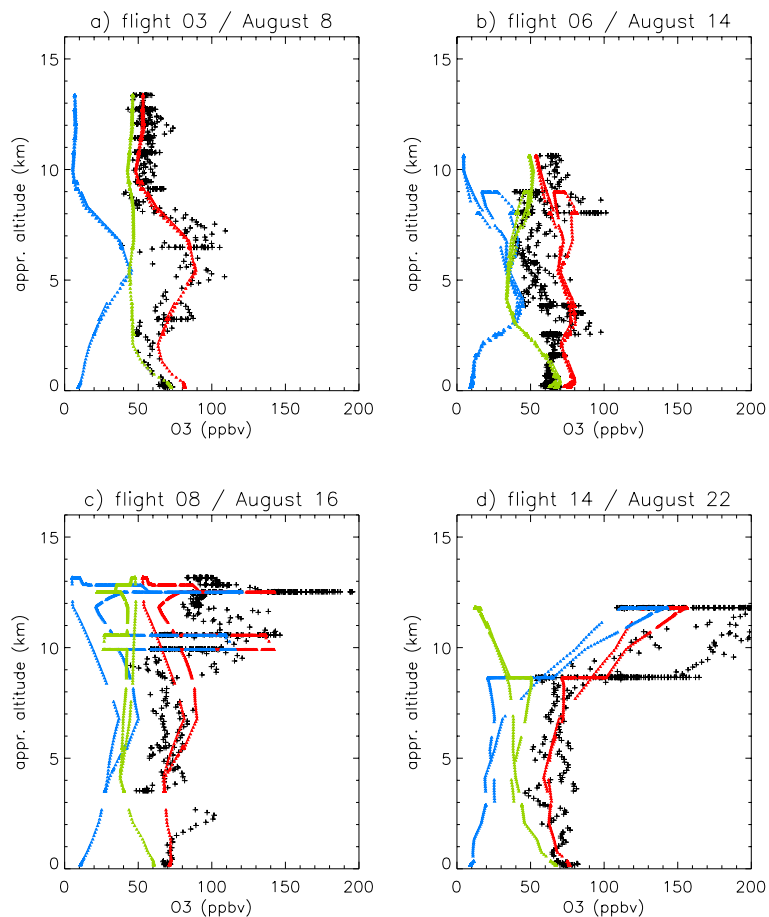 a) flight 03 / August 8
b) flight 06 / August 14
15
10
5
0
appr. altitude (km)
0 50 100 150 200
O3 (ppbv)
15
10
5
0
appr. altitude (km)
0 50 100 150 200
O3 (ppbv)
c) flight 08 / August 16
d) flight 14 / August 22
15
10
5
0
appr. altitude (km)
0 50 100 150 200
O3 (ppbv)
15
10
5
0
appr. altitude (km)
0 50 100 150 200
O3 (ppbv)